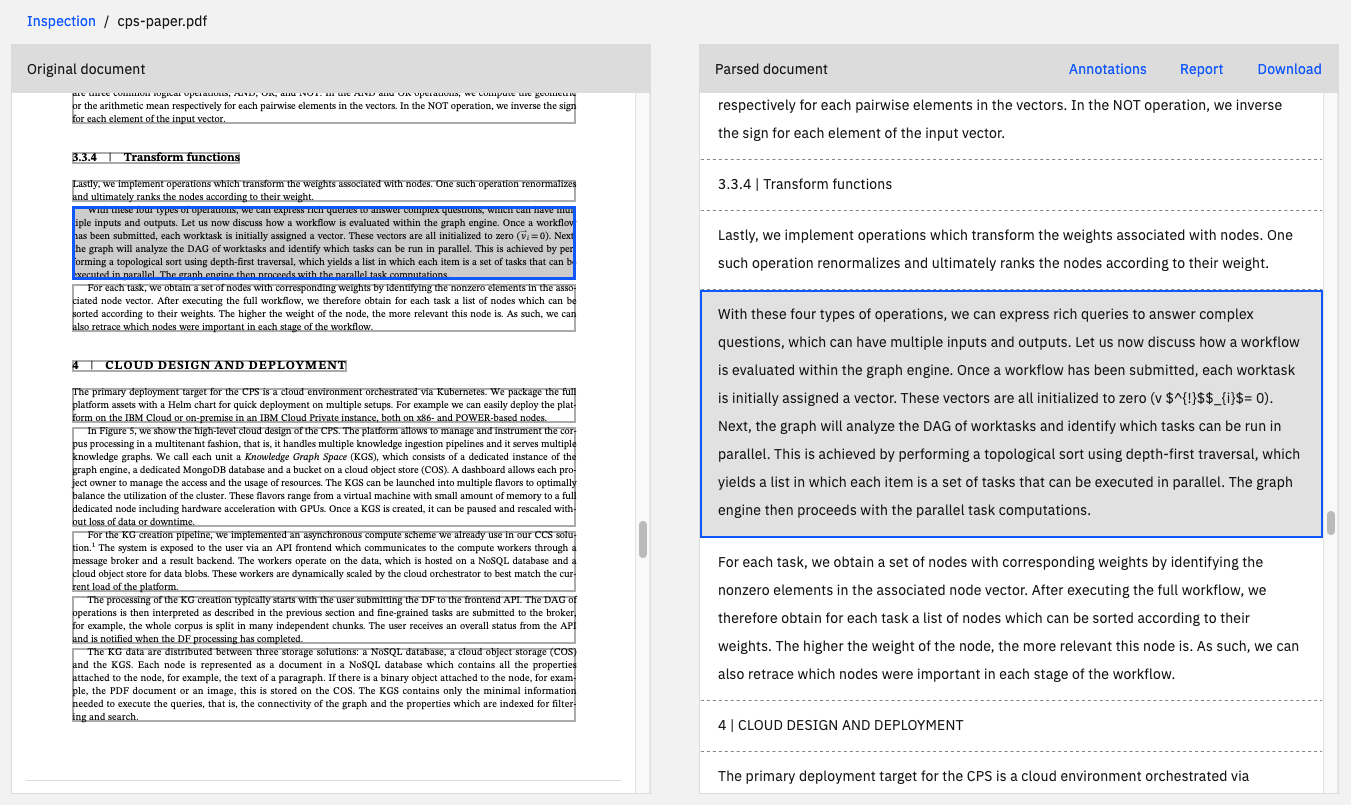 Inspection / cps-paper.pdf
Original document
are three common logical operations, AND, OR, and NOT. In the AND and OR operations, we compute the geometric
or the arithmetic mean respectively for each pairwise elements in the vectors. In the NOT operation, we inverse the sign
for each element of the input vector.
3.3.4 | Transform functions
Lastly, we implement operations which transform the weights associated with nodes. One such operation renormalizes
and ultimately ranks the nodes according to their weight.
With these four types of operations, we can express rich queries to answer complex questions, which can have mul-
tiple inputs and outputs. Let us now discuss how a workflow is evaluated within the graph engine. Once a workflow
has been submitted, each worktask is initially assigned a vector. These vectors are all initialized to zero (v⃗ᵢ = 0). Next,
the graph will analyze the DAG of worktasks and identify which tasks can be run in parallel. This is achieved by per-
forming a topological sort using depth-first traversal, which yields a list in which each item is a set of tasks that can be
executed in parallel. The graph engine then proceeds with the parallel task computations.
For each task, we obtain a set of nodes with corresponding weights by identifying the nonzero elements in the asso-
ciated node vector. After executing the full workflow, we therefore obtain for each task a list of nodes which can be
sorted according to their weights. The higher the weight of the node, the more relevant this node is. As such, we can
also retrace which nodes were important in each stage of the workflow.
4 | CLOUD DESIGN AND DEPLOYMENT
The primary deployment target for the CPS is a cloud environment orchestrated via Kubernetes. We package the full
platform assets with a Helm chart for quick deployment on multiple setups. For example we can easily deploy the plat-
form on the IBM Cloud or on-premise in an IBM Cloud Private instance, both on x86- and POWER-based nodes.
In Figure 5, we show the high-level cloud design of the CPS. The platform allows to manage and instrument the cor-
pus processing in a multitenant fashion, that is, it handles multiple knowledge ingestion pipelines and it serves multiple
knowledge graphs. We call each unit a Knowledge Graph Space (KGS), which consists of a dedicated instance of the
graph engine, a dedicated MongoDB database and a bucket on a cloud object store (COS). A dashboard allows each pro-
ject owner to manage the access and the usage of resources. The KGS can be launched into multiple flavors to optimally
balance the utilization of the cluster. These flavors range from a virtual machine with small amount of memory to a full
dedicated node including hardware acceleration with GPUs. Once a KGS is created, it can be paused and rescaled with-
out loss of data or downtime.
For the KG creation pipeline, we implemented an asynchronous compute scheme we already use in our CCS solu-
tion.¹ The system is exposed to the user via an API frontend which communicates to the compute workers through a
message broker and a result backend. The workers operate on the data, which is hosted on a NoSQL database and a
cloud object store for data blobs. These workers are dynamically scaled by the cloud orchestrator to best match the cur-
rent load of the platform.
The processing of the KG creation typically starts with the user submitting the DF to the frontend API. The DAG of
operations is then interpreted as described in the previous section and fine-grained tasks are submitted to the broker,
for example, the whole corpus is split in many independent chunks. The user receives an overall status from the API
and is notified when the DF processing has completed.
The KG data are distributed between three storage solutions: a NoSQL database, a cloud object storage (COS)
and the KGS. Each node is represented as a document in a NoSQL database which contains all the properties
attached to the node, for example, the text of a paragraph. If there is a binary object attached to the node, for exam-
ple, the PDF document or an image, this is stored on the COS. The KGS contains only the minimal information
needed to execute the queries, that is, the connectivity of the graph and the properties which are indexed for filter-
ing and search.
Parsed document
Annotations
Report
Download
respectively for each pairwise elements in the vectors. In the NOT operation, we inverse
the sign for each element of the input vector.
3.3.4 | Transform functions
Lastly, we implement operations which transform the weights associated with nodes. One
such operation renormalizes and ultimately ranks the nodes according to their weight.
With these four types of operations, we can express rich queries to answer complex
questions, which can have multiple inputs and outputs. Let us now discuss how a workflow
is evaluated within the graph engine. Once a workflow has been submitted, each worktask
is initially assigned a vector. These vectors are all initialized to zero (v $^{!}$$_{i}$= 0).
Next, the graph will analyze the DAG of worktasks and identify which tasks can be run in
parallel. This is achieved by performing a topological sort using depth-first traversal, which
yields a list in which each item is a set of tasks that can be executed in parallel. The graph
engine then proceeds with the parallel task computations.
For each task, we obtain a set of nodes with corresponding weights by identifying the
nonzero elements in the associated node vector. After executing the full workflow, we
therefore obtain for each task a list of nodes which can be sorted according to their
weights. The higher the weight of the node, the more relevant this node is. As such, we can
also retrace which nodes were important in each stage of the workflow.
4 | CLOUD DESIGN AND DEPLOYMENT
The primary deployment target for the CPS is a cloud environment orchestrated via